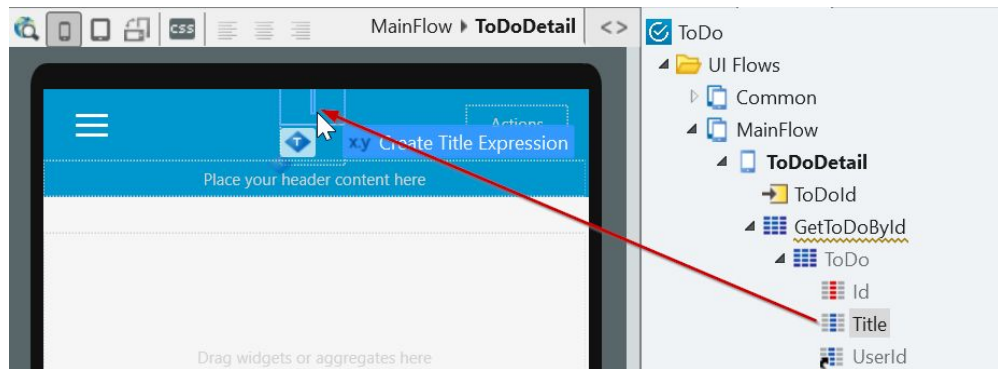 css
MainFlow ToDoDetail
<>
Actions
T x.y Create Title Expression
Place your header content here
Drag widgets or aggregates here
ToDo
UI Flows
Common
MainFlow
ToDoDetail
ToDoId
GetToDoById
ToDo
Id
Title
UserId